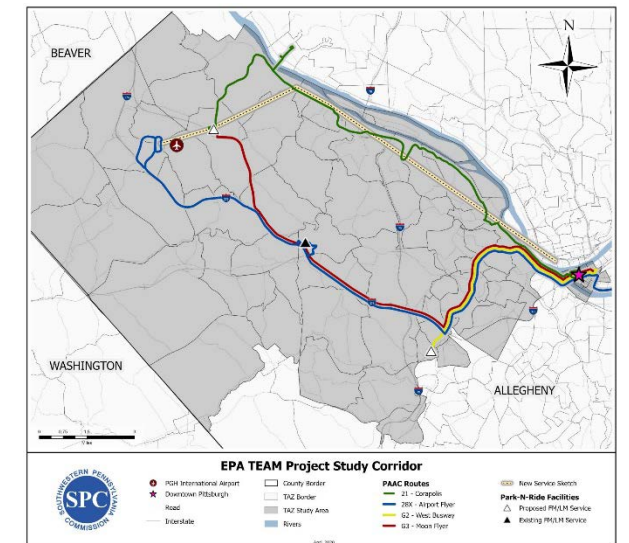 BEAVER
N
WASHINGTON
ALLEGHENY
EPA TEAM Project Study Corridor
SOUTHWESTERN PENNSYLVANIA COMMISSION
SPC
PGH International Airport
Downtown Pittsburgh
Road
Interstate
County Border
TAZ Border
TAZ Study Area
Rivers
PAAC Routes
21 - Coraopolis
28X - Airport Flyer
G2 - West Busway
G3 - Moon Flyer
New Service Sketch
Park-N-Ride Facilities
Proposed FM/LM Service
Existing FM/LM Service